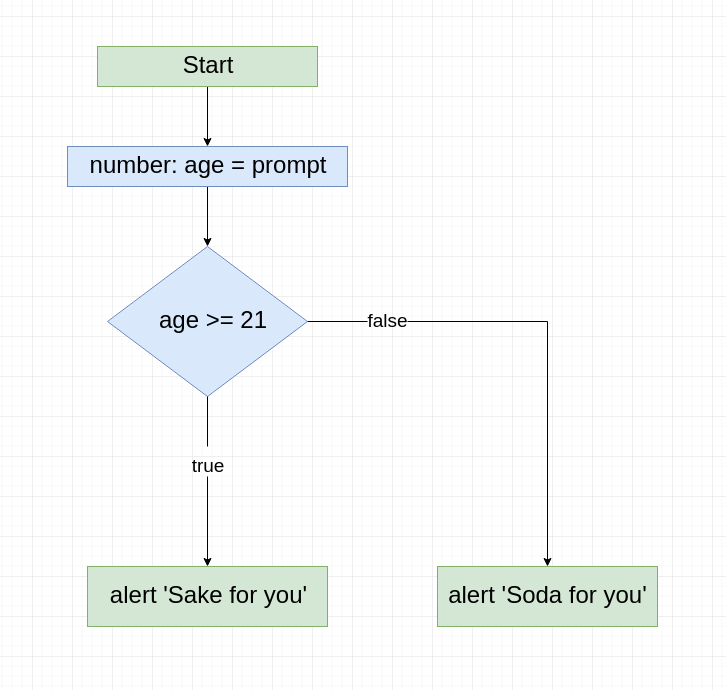 Start
number: age = prompt
age >= 21
false
true
alert 'Sake for you'
alert 'Soda for you'